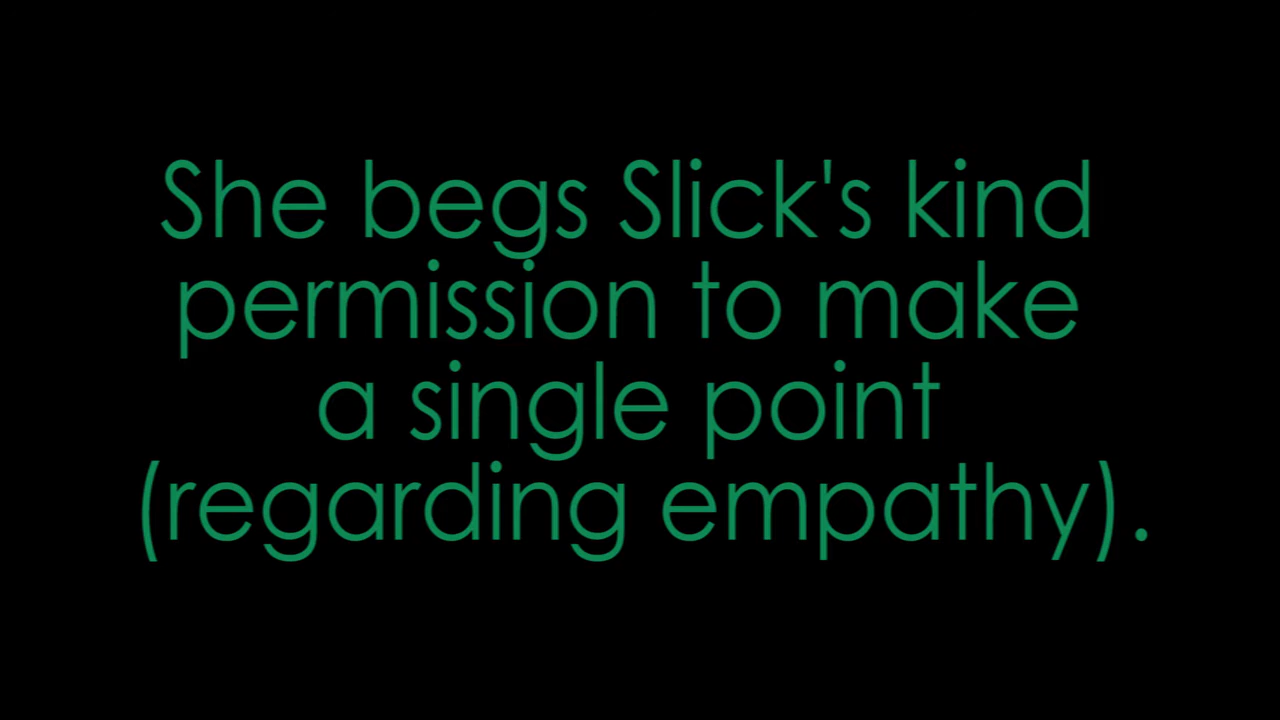 She begs Slick's kind
permission to make
a single point
(regarding empathy).